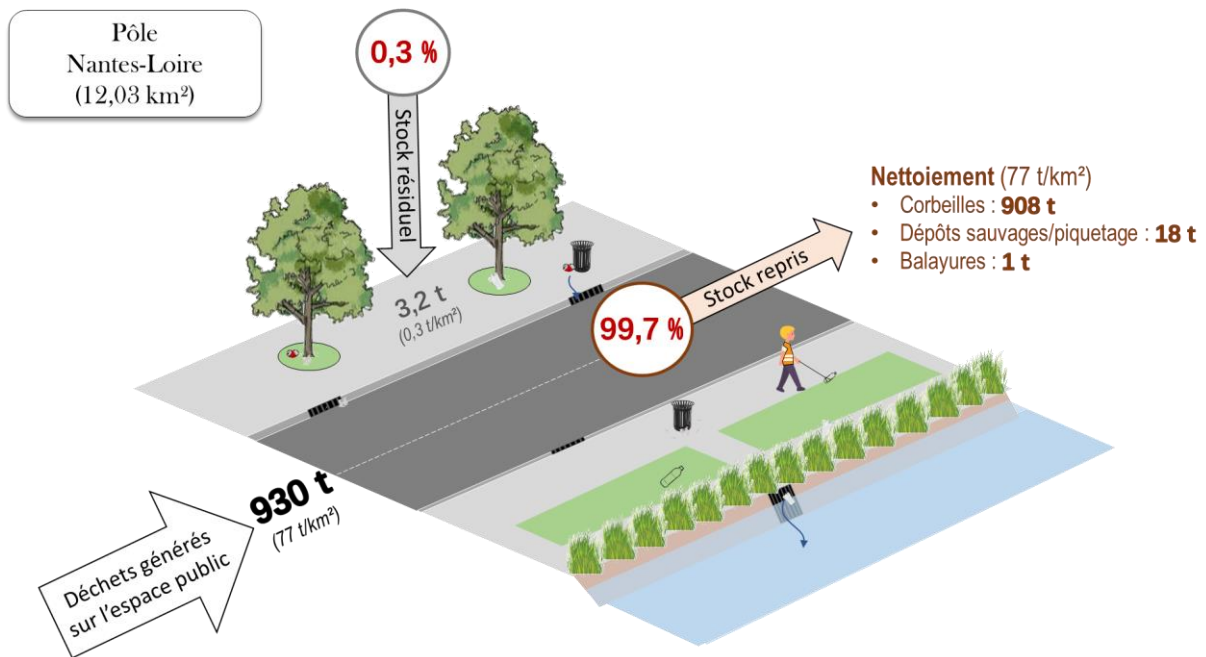 Pôle
Nantes-Loire
(12,03 km²)
0,3 %
Stock résiduel
3,2 t
(0,3 t/km²)
99,7 %
Stock repris
Nettoiement (77 t/km²)
• Corbeilles : 908 t
• Dépôts sauvages/piquetage : 18 t
• Balayures : 1 t
930 t
(77 t/km²)
Déchets générés
sur l'espace public